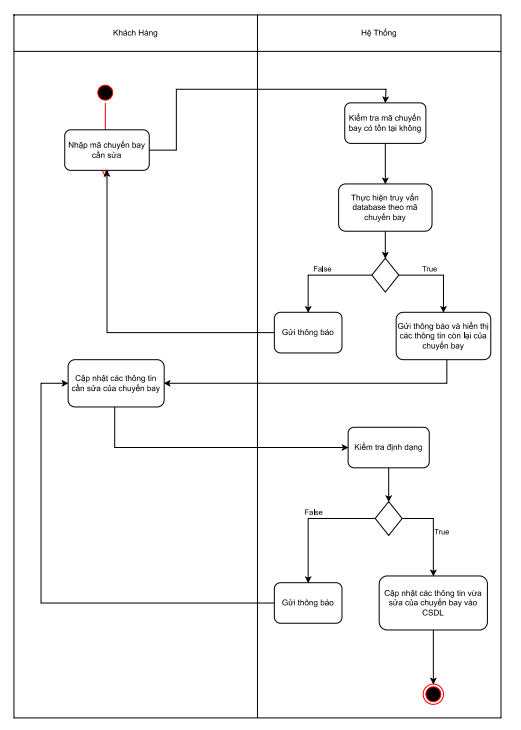 Khách Hàng
Hệ Thống
Nhập mã chuyến bay
cần sửa
Kiểm tra mã chuyến
bay có tồn tại không
Thực hiện truy vấn
database theo mã
chuyến bay
False
True
Gửi thông báo
Gửi thông báo và hiển thị
các thông tin còn lại của
chuyến bay
Cập nhật các thông tin
cần sửa của chuyến bay
Kiểm tra định dạng
False
True
Gửi thông báo
Cập nhật các thông tin vừa
sửa của chuyến bay vào
CSDL